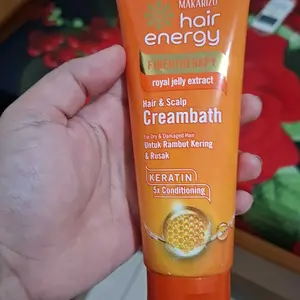 MAKARIZO
hair
energy
FIBERTHERAPY
royal jelly extract
Hair & Scalp
Creambath
For Dry & Damaged Hair
Untuk Rambut Kering
& Rusak
KERATIN
5x Conditioning